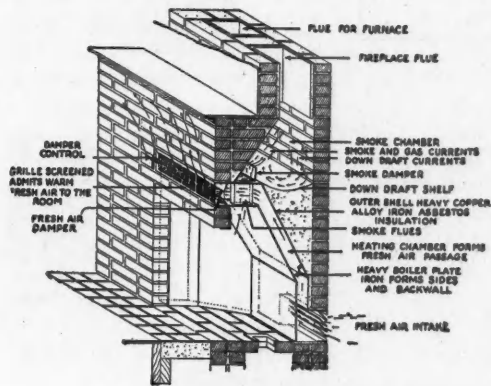 FLUE FOR FURNACE
FIREPLACE FLUE
SMOKE CHAMBER
SMOKE AND GAS CURRENTS
DOWN DRAFT CURRENTS
SMOKE DAMPER
DOWN DRAFT SHELF
OUTER SHELL HEAVY COPPER
ALLOY IRON ASBESTOS
INSULATION
SMOKE FLUES
HEATING CHAMBER FORMS
FRESH AIR PASSAGE
HEAVY BOILER PLATE
IRON FORMS SIDES
AND BACKWALL
FRESH AIR INTAKE
DAMPER
CONTROL
GRILLE SCREENED
ADMITS WARM
FRESH AIR TO THE
ROOM
FRESH AIR
DAMPER